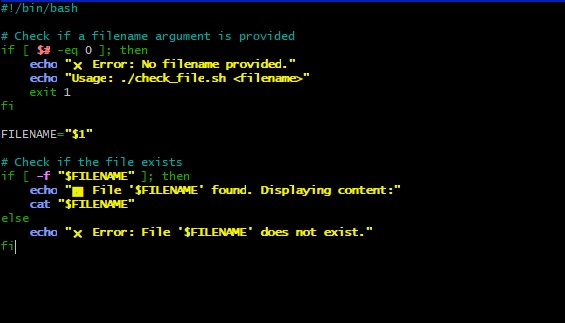 #!/bin/bash

# Check if a filename argument is provided
if [ $# -eq 0 ]; then
    echo "❌ Error: No filename provided."
    echo "Usage: ./check_file.sh <filename>"
    exit 1
fi

FILENAME="$1"

# Check if the file exists
if [ -f "$FILENAME" ]; then
    echo "■ File '$FILENAME' found. Displaying content:"
    cat "$FILENAME"
else
    echo "❌ Error: File '$FILENAME' does not exist."
fi